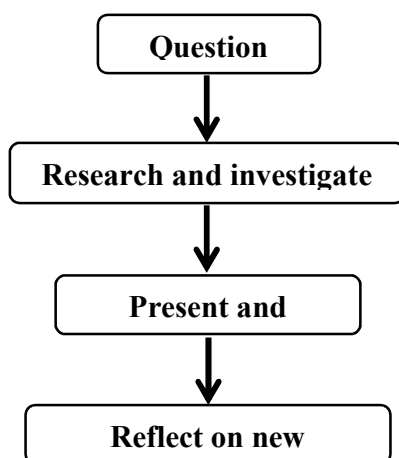 Question
Research and investigate
Present and
Reflect on new